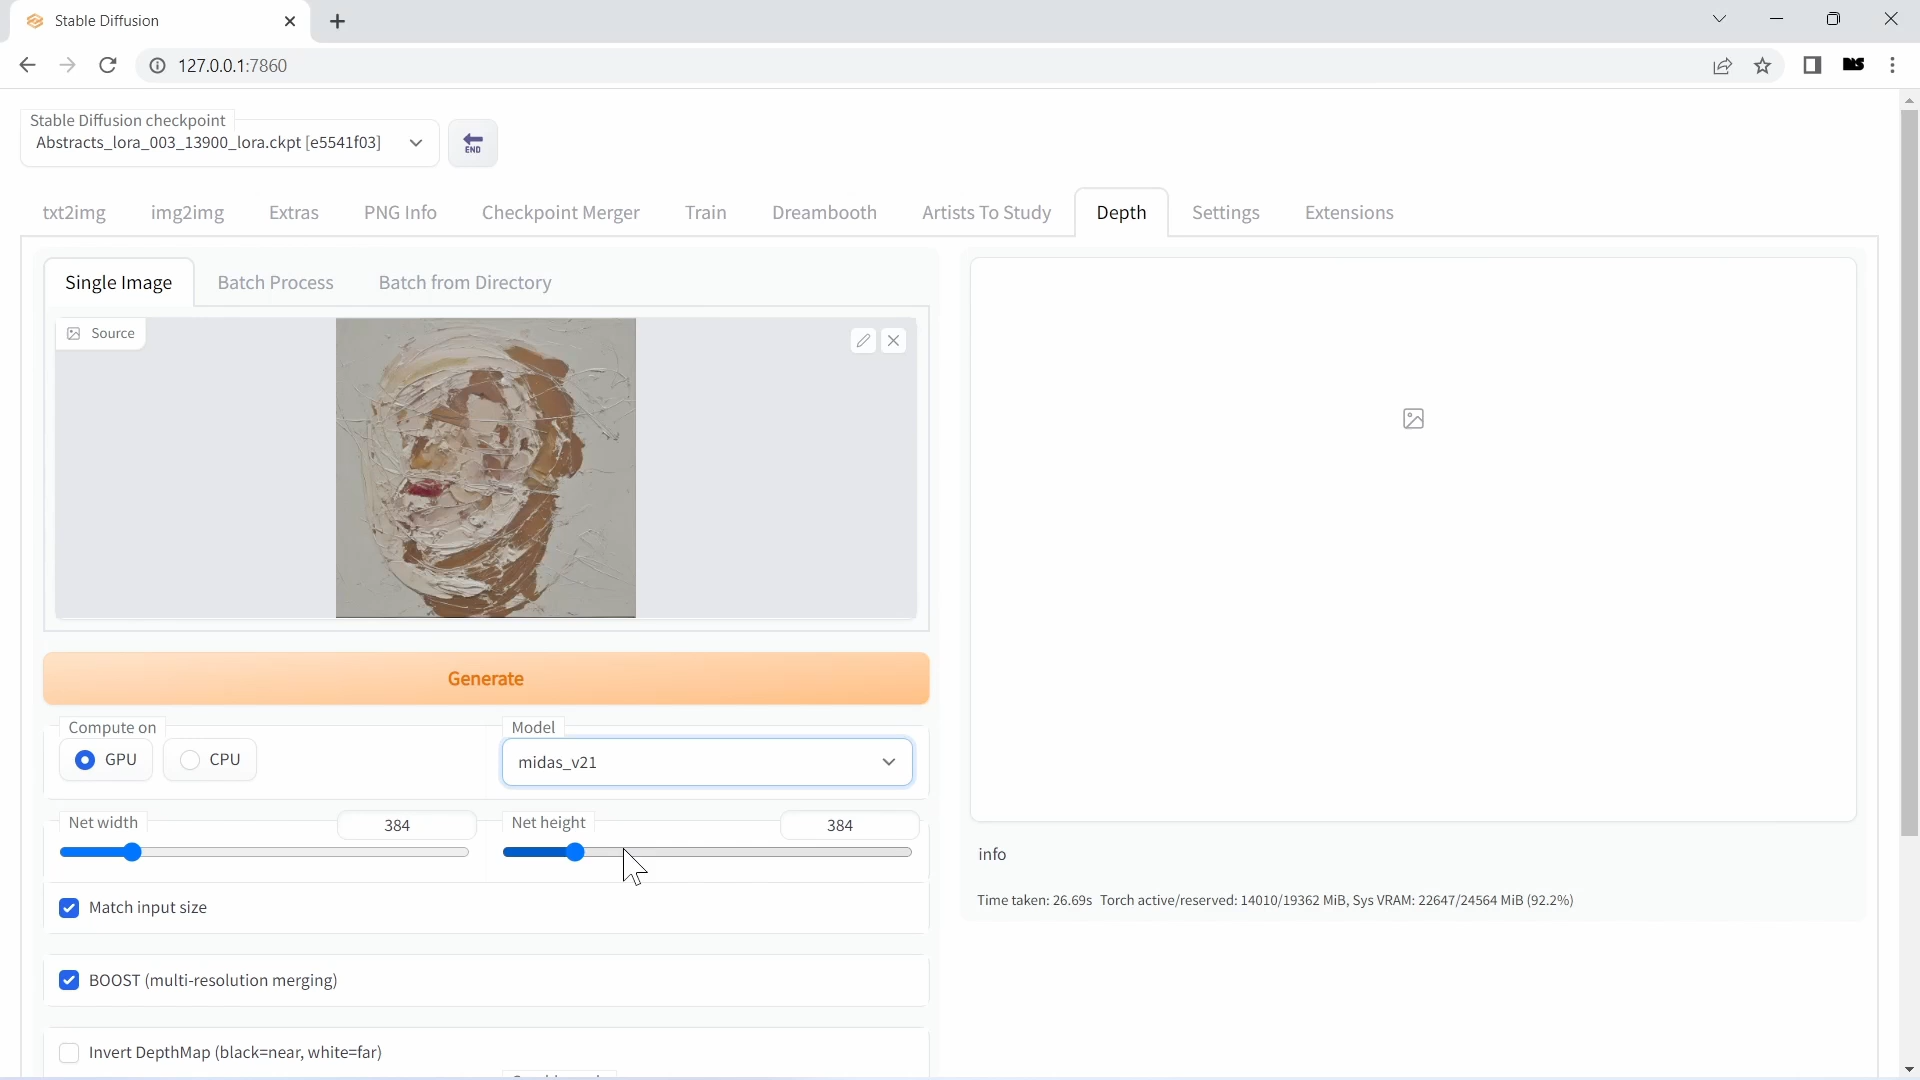 Stable Diffusion
127.0.0.1:7860
Stable Diffusion checkpoint
Abstracts_lora_003_13900_lora.ckpt [e5541f03]
END
txt2img img2img Extras PNG Info Checkpoint Merger Train Dreambooth Artists To Study Depth Settings Extensions
Single Image Batch Process Batch from Directory
Source
Generate
Compute on
GPU CPU
Model
midas_v21
Net width 384
Net height 384
Match input size
BOOST (multi-resolution merging)
Invert DepthMap (black=near, white=far)
info
Time taken: 26.69s Torch active/reserved: 14010/19362 MiB, Sys VRAM: 22647/24564 MiB (92.2%)